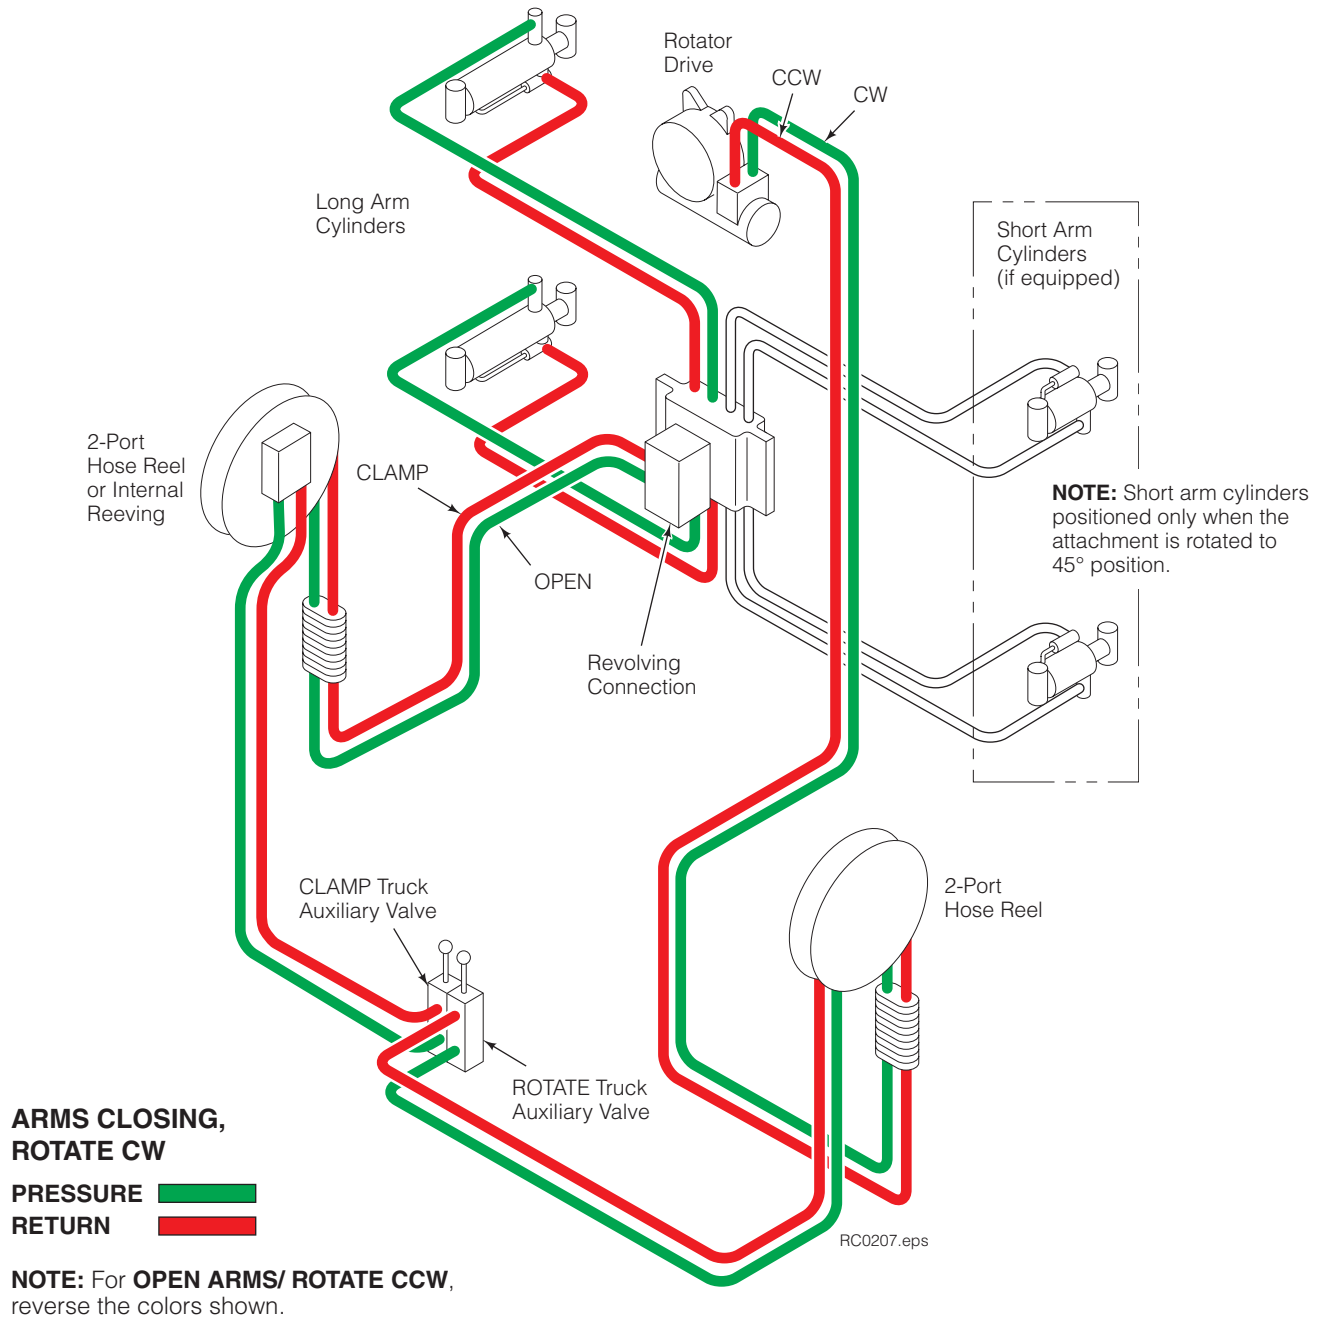 Rotator
Drive
CCW
CW
Long Arm
Cylinders
Short Arm
Cylinders
(if equipped)
2-Port
Hose Reel
or Internal
Reeving
CLAMP
OPEN
NOTE: Short arm cylinders
positioned only when the
attachment is rotated to
45° position.
Revolving
Connection
CLAMP Truck
Auxiliary Valve
2-Port
Hose Reel
ROTATE Truck
Auxiliary Valve
ARMS CLOSING,
ROTATE CW
PRESSURE
RETURN
RC0207.eps
NOTE: For OPEN ARMS/ ROTATE CCW,
reverse the colors shown.